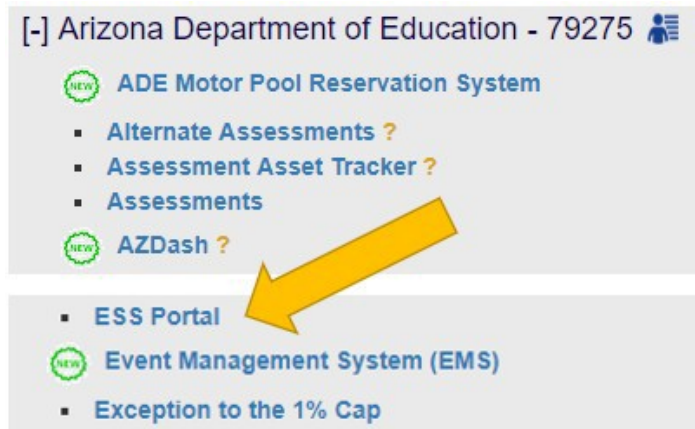 [-] Arizona Department of Education - 79275
NEW ADE Motor Pool Reservation System
Alternate Assessments ?
Assessment Asset Tracker ?
Assessments
NEW AZDash ?
ESS Portal
NEW Event Management System (EMS)
Exception to the 1% Cap